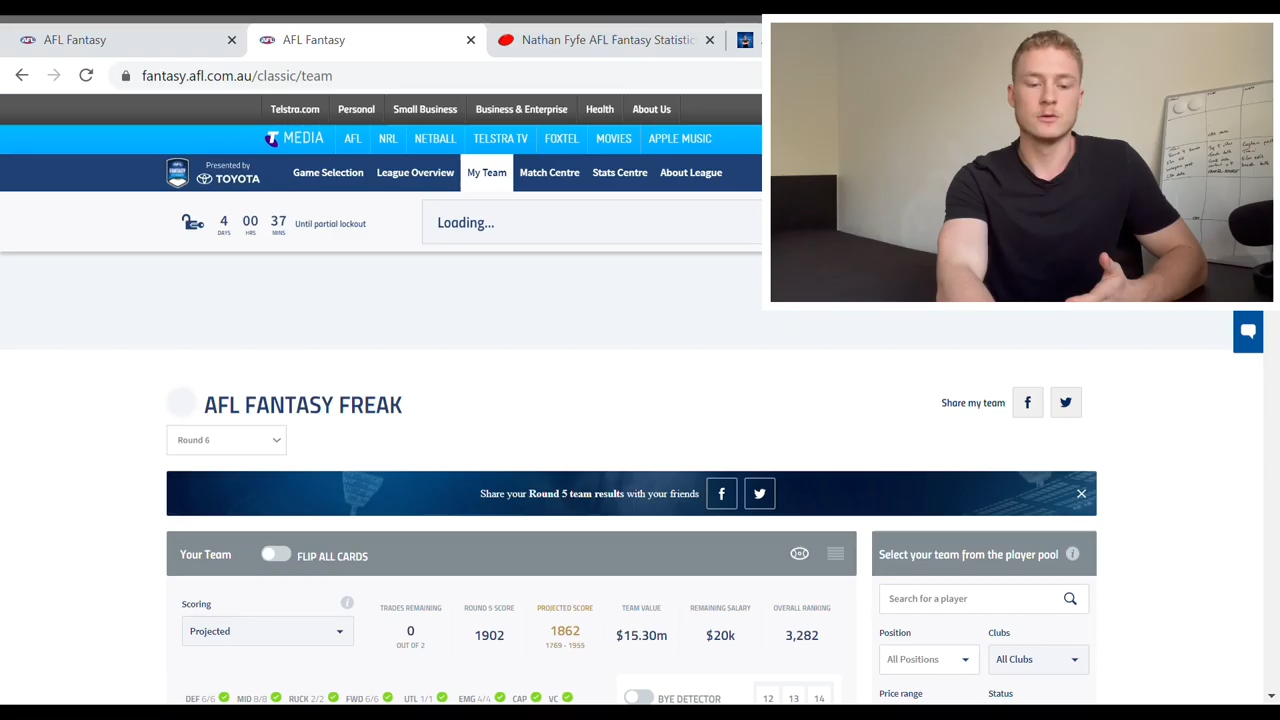 AFL Fantasy
AFL Fantasy
Nathan Fyfe AFL Fantasy Statistic
fantasy.afl.com.au/classic/team
Telstra.com Personal Small Business Business & Enterprise Health About Us
T MEDIA AFL NRL NETBALL TELSTRA TV FOXTEL MOVIES APPLE MUSIC
Presented by
TOYOTA
Game Selection League Overview My Team Match Centre Stats Centre About League
4 00 37 Until partial lockout
DAYS HRS MINS
Loading...
AFL FANTASY FREAK
Share my team
Round 6
Share your Round 5 team results with your friends
Your Team FLIP ALL CARDS
Select your team from the player pool
Scoring
Projected
TRADES REMAINING ROUND 5 SCORE PROJECTED SCORE TEAM VALUE REMAINING SALARY OVERALL RANKING
0 1902 1862 $15.30m $20k 3,282
OUT OF 2 1769 - 1955
Search for a player
Position Clubs
All Positions All Clubs
Price range Status
DEF 6/6 MID 8/8 RUCK 2/2 FWD 6/6 UTL 1/1 EMG 4/4 CAP VC
BYE DETECTOR 12 13 14